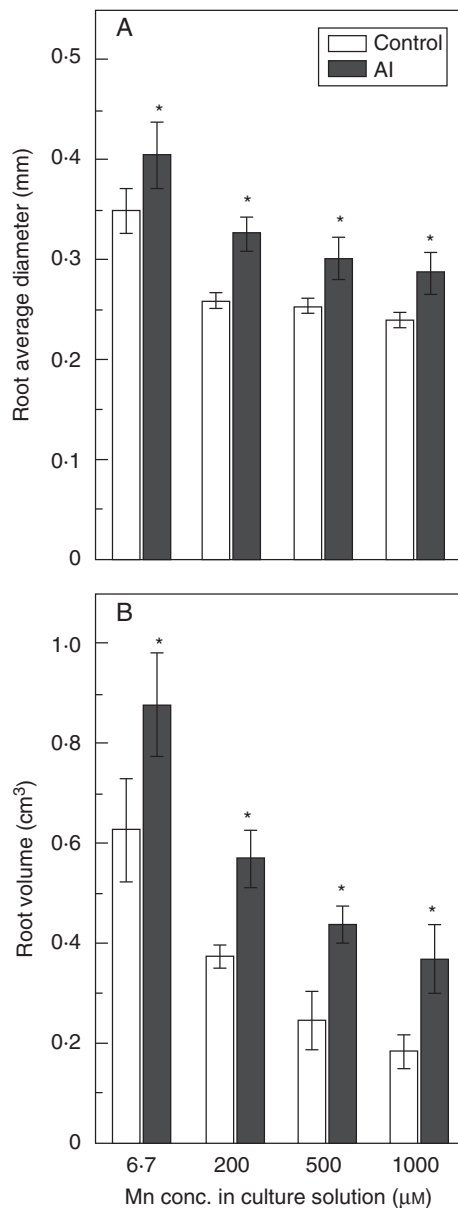 A
Control
Al
0·5
0·4
0·3
0·2
0·1
0
Root average diameter (mm)
*
*
*
*
B
1·0
0·8
0·6
0·4
0·2
0
Root volume (cm³)
*
*
*
*
6·7 200 500 1000
Mn conc. in culture solution (μM)